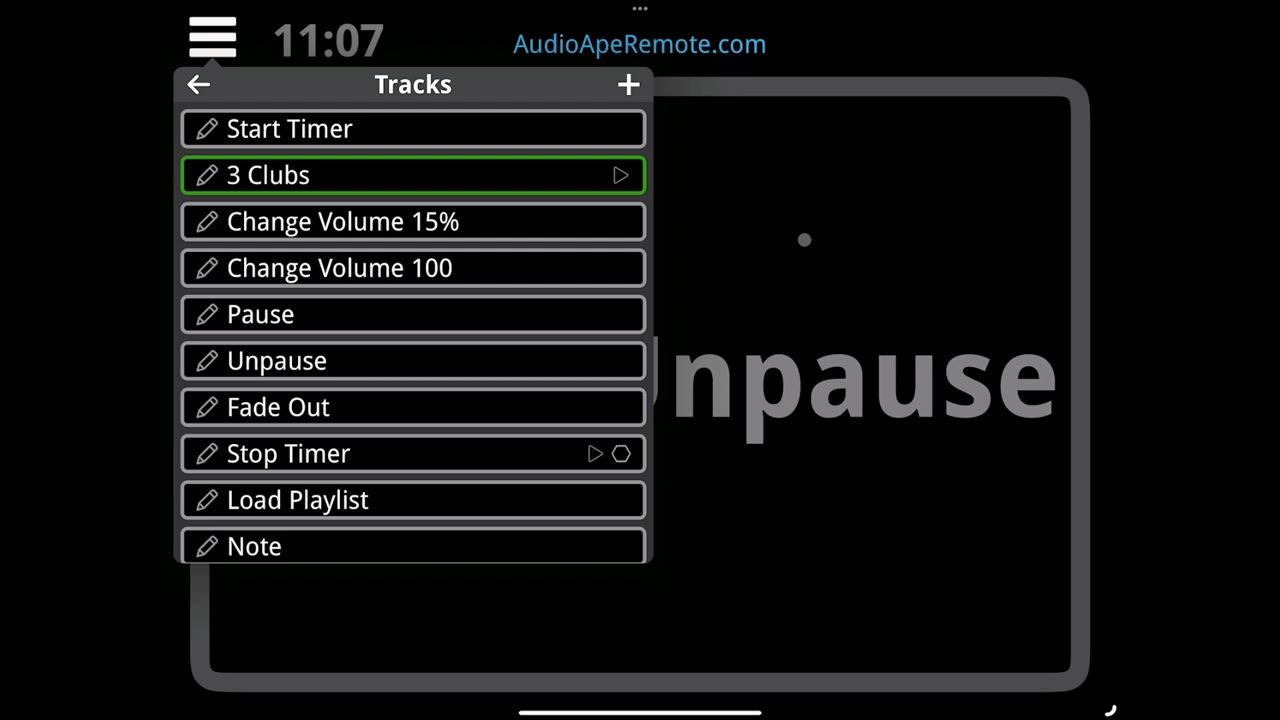 11:07
AudioApeRemote.com
Tracks
Start Timer
3 Clubs
Change Volume 15%
Change Volume 100
Pause
Unpause
Fade Out
Stop Timer
Load Playlist
Note
Unpause